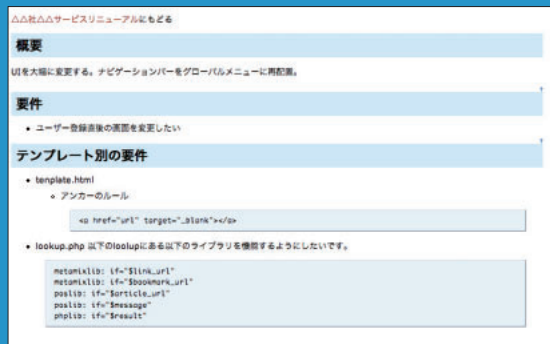 △△社△△サービスリニューアルにもどる
概要
UIを大幅に変更する。ナビゲーションバーをグローバルメニューに再配置。
要件
• ユーザー登録直後の画面を変更したい
テンプレート別の要件
• tenplate.html
◦ アンカーのルール
<a href="url" target="_blank"></a>
• lookup.php 以下のloolupにある以下のライブラリを機能するようにしたいです。
metamixlib: if="$link_url"
metamixlib: if="$bookmark_url"
poslib: if="$article_url"
poslib: if="$message"
phplib: if="$result"